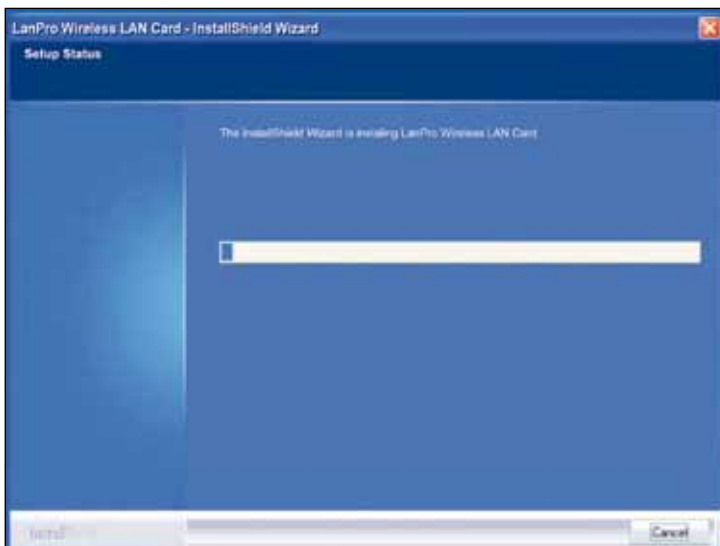 LanPro Wireless LAN Card - InstallShield Wizard
Setup Status
The InstallShield Wizard is installing LanPro Wireless LAN Card
Cancel